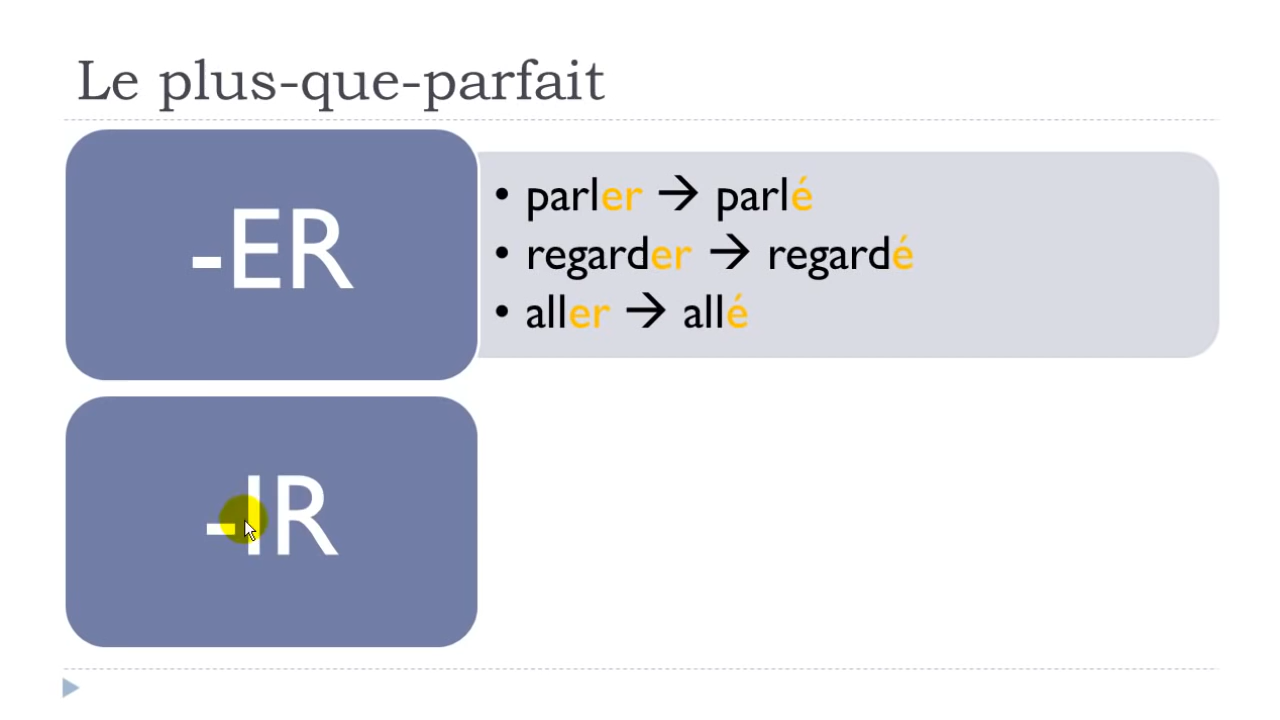 Le plus-que-parfait
-ER
• parler → parlé
• regarder → regardé
• aller → allé
-IR